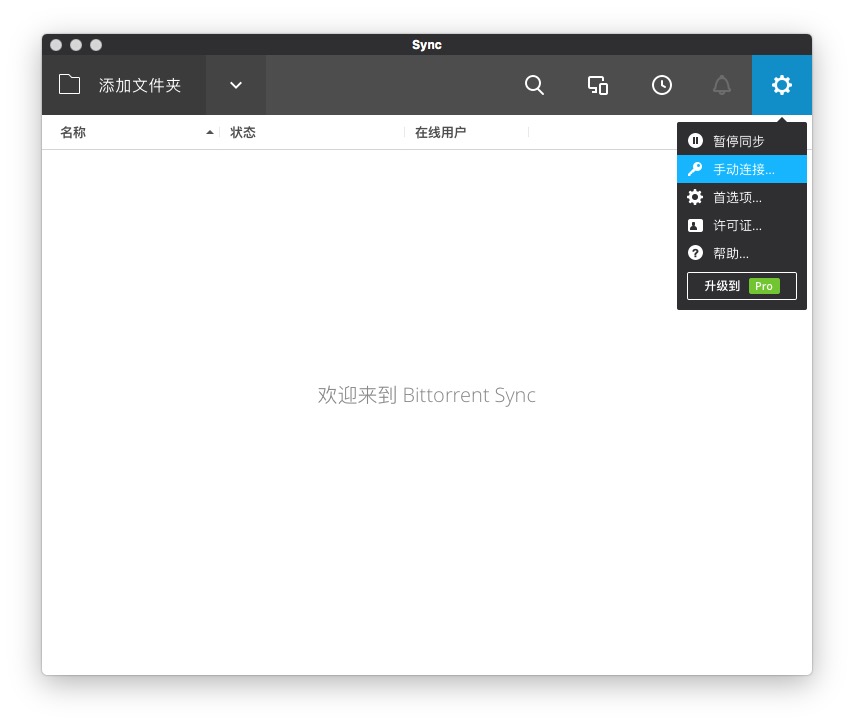 Sync
添加文件夹
名称
状态
在线用户
暂停同步
手动连接...
首选项...
许可证...
帮助...
升级到 Pro
欢迎来到 Bittorrent Sync